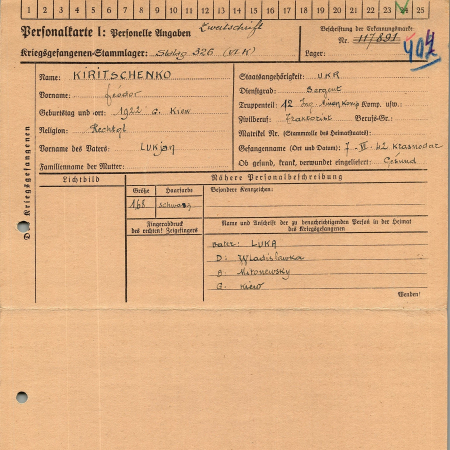 1 2 3 4 5 6 7 8 9 10 11 12 13 14 15 16 17 18 19 20 21 22 23 25
Personalkarte I: Personelle Angaben Zweitschrift
Kriegsgefangenen-Stammlager: Stalag 326 (VI K)
Beschriftung der Erkennungsmarke
Nr. 117891
Lager:
Des Kriegsgefangenen
Name: KIRITSCHENKO
Vorname: Feodor
Geburtstag und -ort: 1922 G. Kiew
Religion: Rechtgl
Vorname des Vaters: Lukjan
Familienname der Mutter:
Staatsangehörigkeit: UKR
Dienstgrad: Sergent
Truppenteil: 12 Komp. usw.
Zivilberuf: Traktorist Berufs-Gr.:
Matrikel Nr. (Stammrolle des Heimatstaates):
Gefangennahme (Ort und Datum): 7. VI 42 Krasnodar
Ob gesund, krank, verwundet eingeliefert: Gesund
Lichtbild
Nähere Personalbeschreibung
Größe
Haarfarbe
Besondere Kennzeichen:
168
schwarz
Fingerabdruck
des rechten! Zeigefingers
Name und Anschrift der zu benachrichtigenden Person in der Heimat
des Kriegsgefangenen
Vater: LUKA
D: Wladislawka
B. Mironewsky
G. Kiew
Wenden!